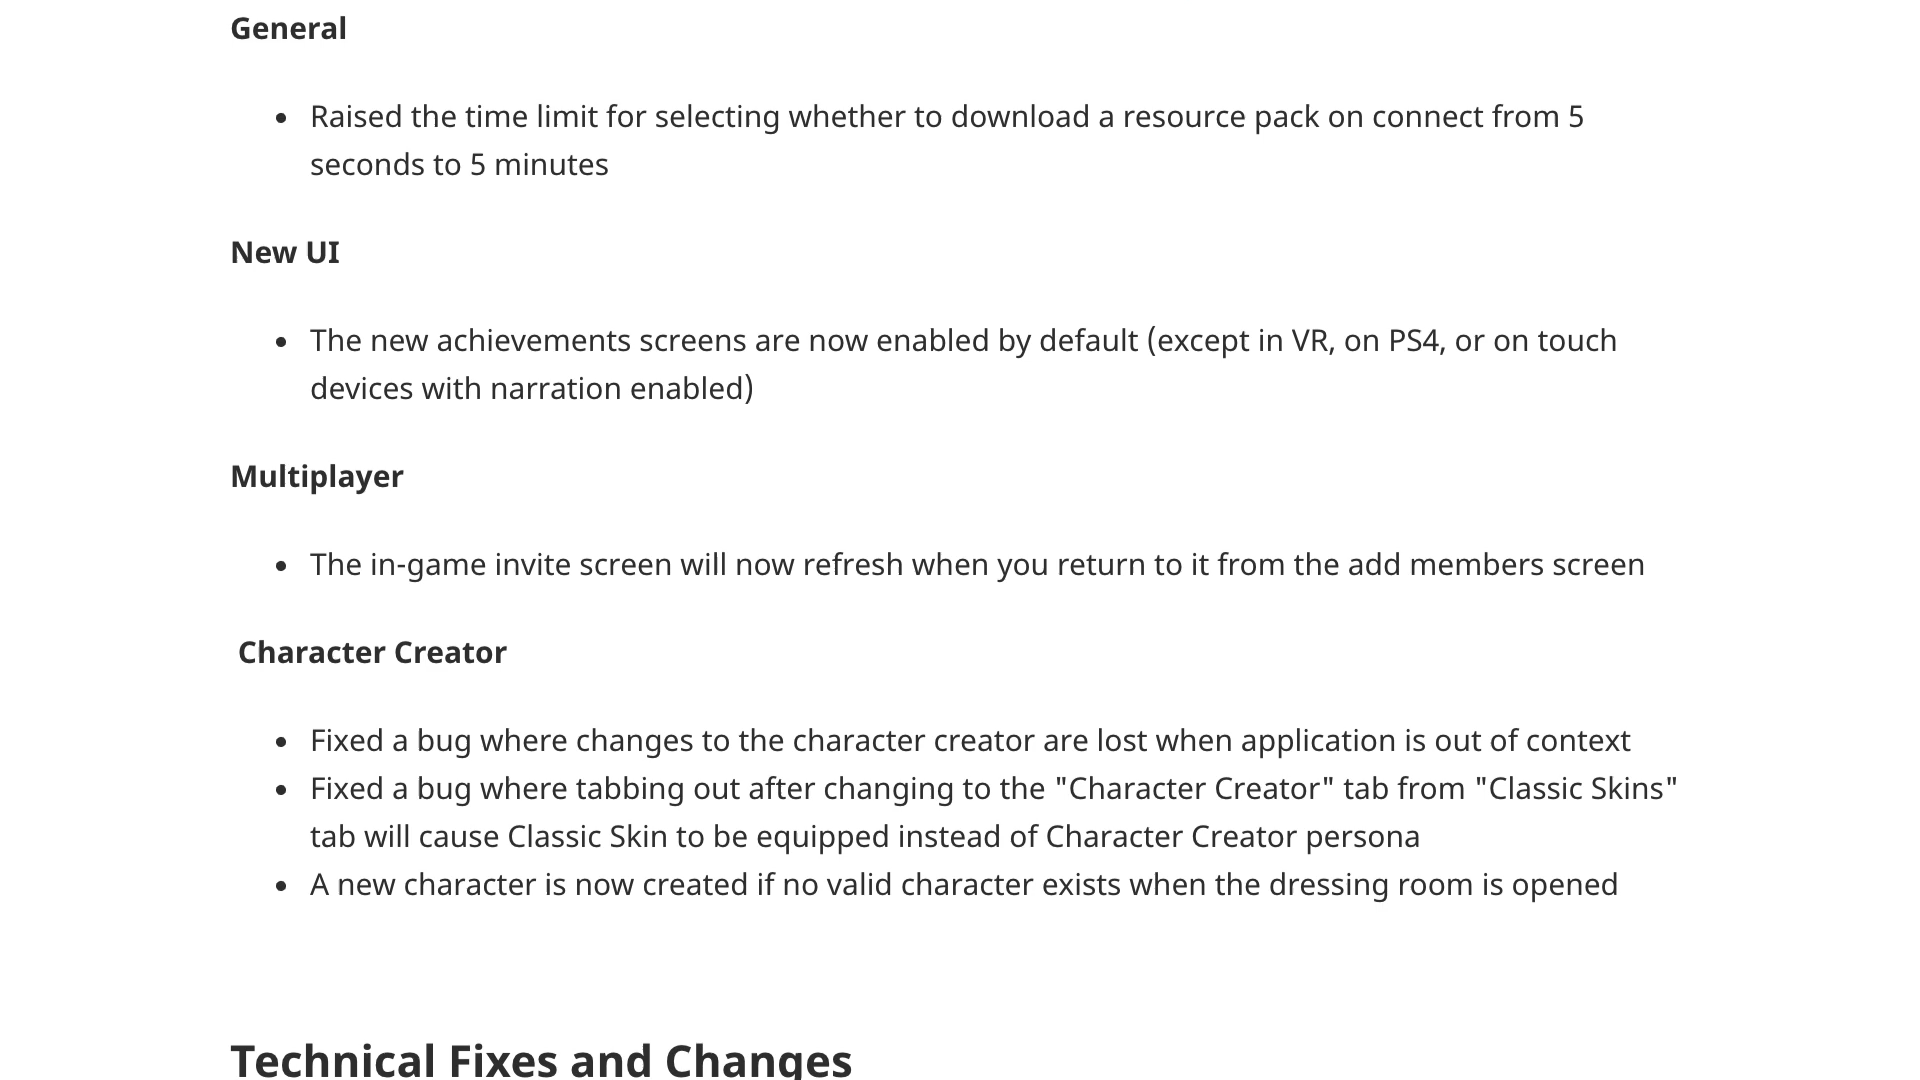 General
Raised the time limit for selecting whether to download a resource pack on connect from 5
seconds to 5 minutes
New UI
The new achievements screens are now enabled by default (except in VR, on PS4, or on touch
devices with narration enabled)
Multiplayer
The in-game invite screen will now refresh when you return to it from the add members screen
Character Creator
Fixed a bug where changes to the character creator are lost when application is out of context
Fixed a bug where tabbing out after changing to the "Character Creator" tab from "Classic Skins"
tab will cause Classic Skin to be equipped instead of Character Creator persona
A new character is now created if no valid character exists when the dressing room is opened
Technical Fixes and Changes